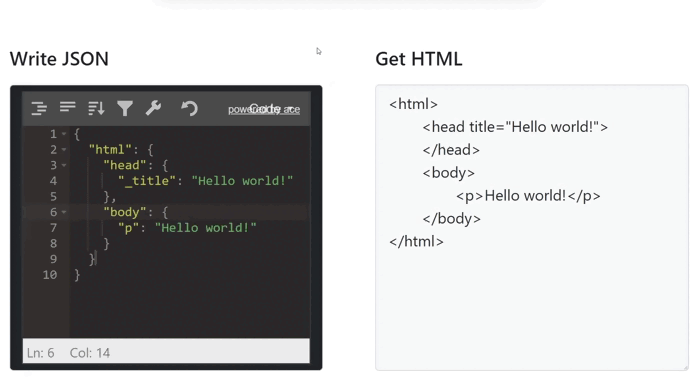 Write JSON
powered by ace
Code
1 {
2 "html": {
3 "head": {
4 "_title": "Hello world!"
5 },
6 "body": {
7 "p": "Hello world!"
8 }
9 }
10 }
Ln: 6 Col: 14
Get HTML
<html>
<head title="Hello world!">
</head>
<body>
<p>Hello world!</p>
</body>
</html>